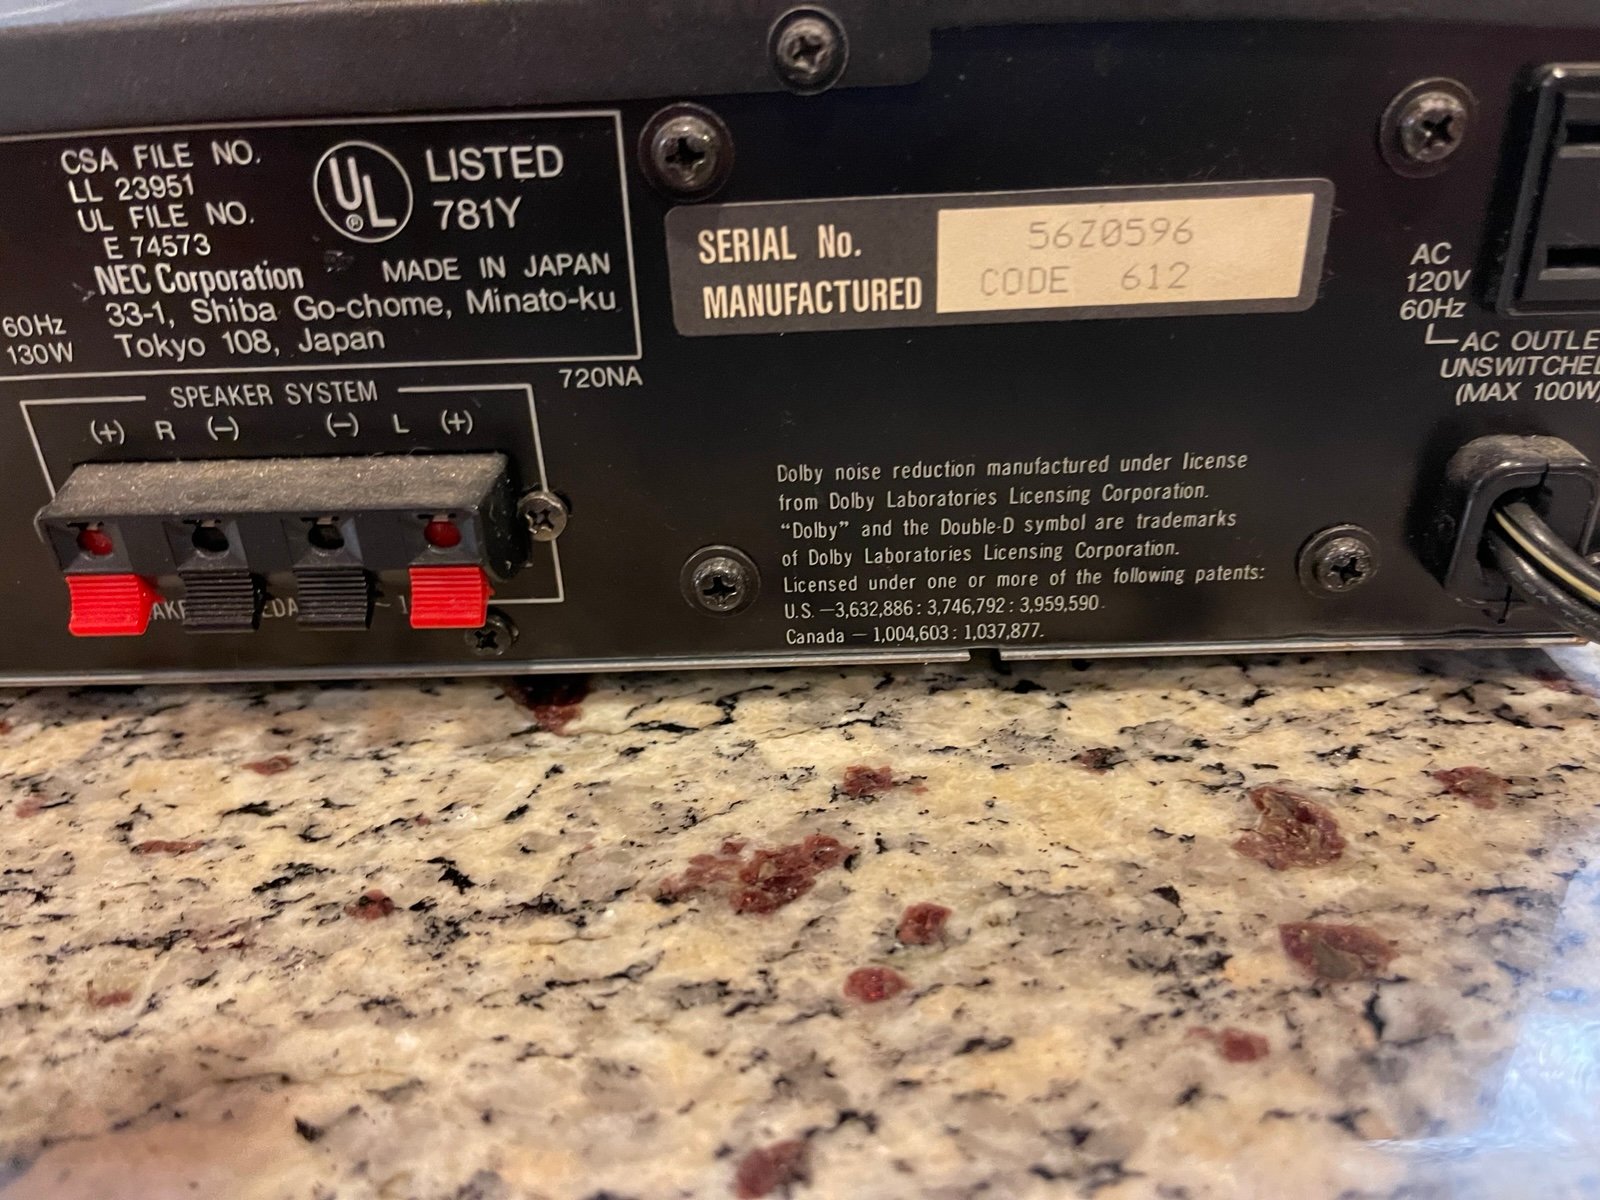 CSA FILE NO.
LL 23951
UL FILE NO.
E 74573
UL ®
LISTED
781Y
NEC Corporation MADE IN JAPAN
33-1, Shiba Go-chome, Minato-ku
Tokyo 108, Japan
60Hz
130W
720NA
SPEAKER SYSTEM
(+) R (-) (-) L (+)
SERIAL No. 56Z0596
MANUFACTURED CODE 612
AC
120V
60Hz
AC OUTLE
UNSWITCHE
(MAX 100W)
Dolby noise reduction manufactured under license
from Dolby Laboratories Licensing Corporation.
“Dolby” and the Double-D symbol are trademarks
of Dolby Laboratories Licensing Corporation.
Licensed under one or more of the following patents:
U.S. —3,632,886 : 3,746,792 : 3,959,590.
Canada — 1,004,603 : 1,037,877.